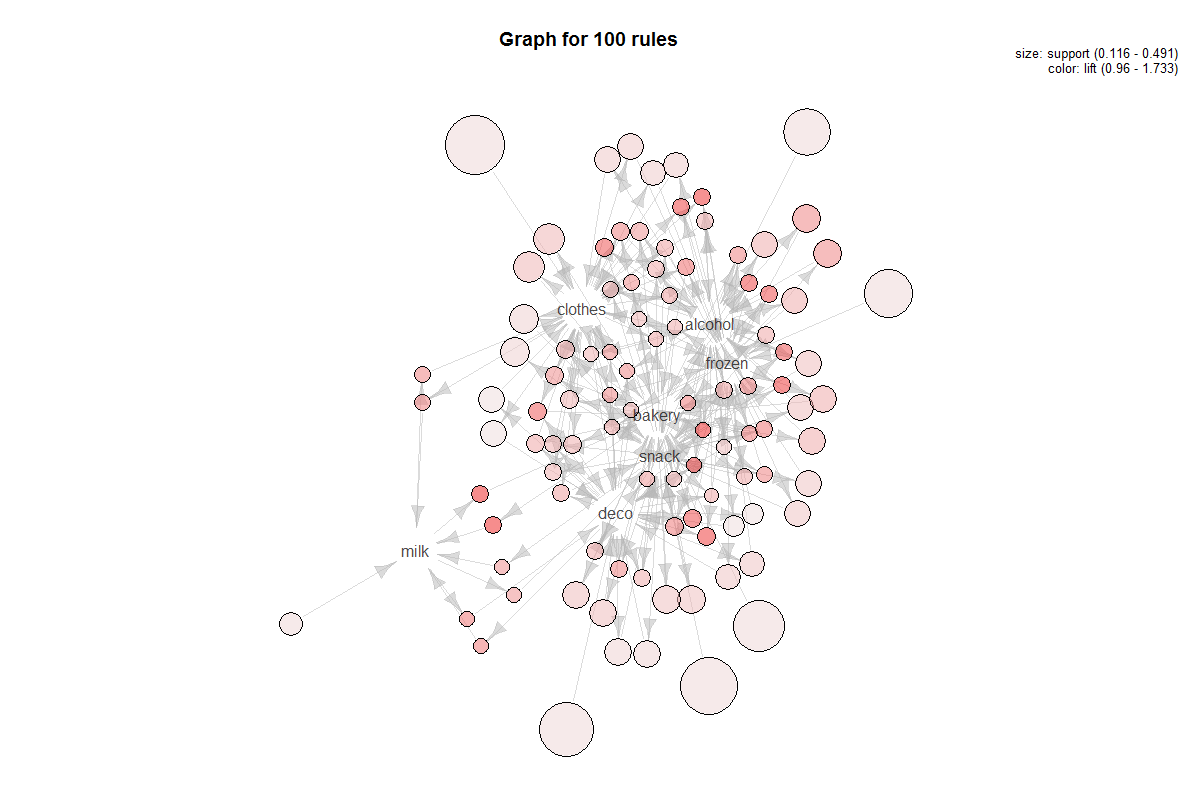 Graph for 100 rules
size: support (0.116 - 0.491)
color: lift (0.96 - 1.733)
clothes
alcohol
frozen
bakery
snack
deco
milk